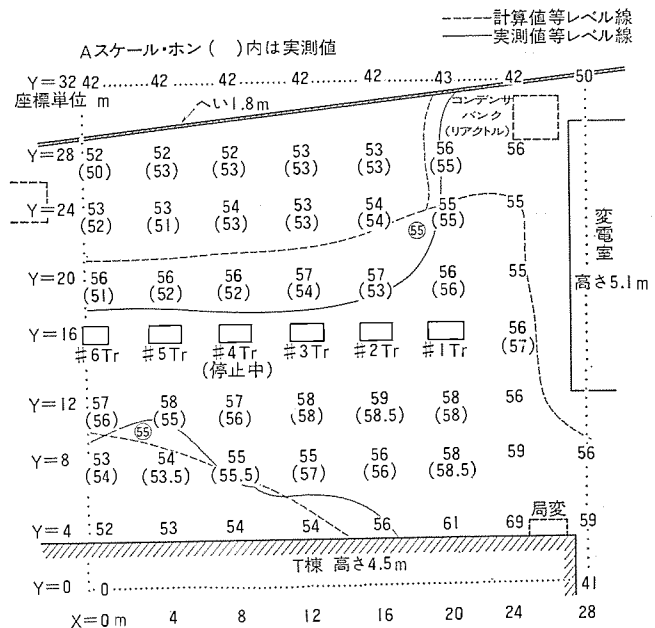 -----計算値等レベル線
Aスケール・ホン ( )内は実測値 ——実測値等レベル線
Y=32 42 ........ 42 ........ 42 ........ 42 ........ 42 ........ 43 ........ 42 50
座標単位 m
へい1.8m
コンデンサ
バンク
(リアクトル)
Y=28 52 52 52 53 53 56 56
(50) (53) (53) (53) (53) (55)
Y=24 53 53 54 53 54 55 55
(52) (51) (53) (53) (54) (55)
㊺
変電室
高さ5.1m
Y=20 56 56 56 57 57 56 55
(51) (52) (52) (54) (53) (56)
Y=16 56
#6Tr #5Tr #4Tr #3Tr #2Tr #1Tr (57)
(停止中)
Y=12 57 58 57 58 59 58 56
(56) (55) (56) (58) (58.5) (58)
55
Y=8 53 54 55 55 56 58 59 56
(54) (53.5) (55.5) (57) (56) (58.5)
局変
Y=4 52 53 54 54 56 61 69 59
T棟 高さ4.5m
Y=0 0 41
X=0m 4 8 12 16 20 24 28